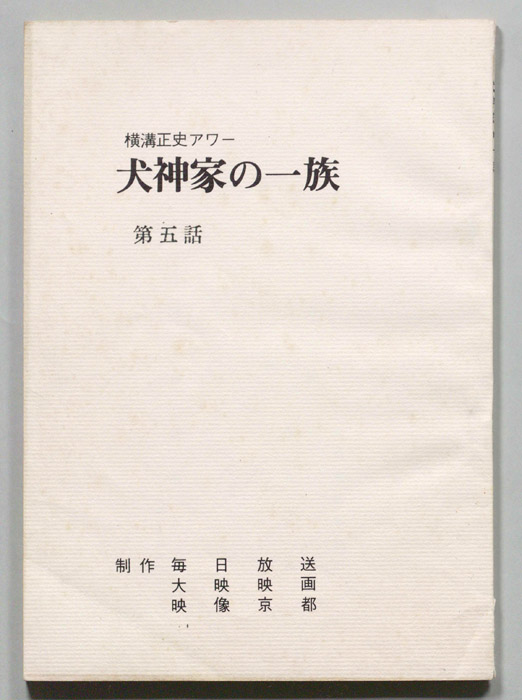 横溝正史アワー
犬神家の一族
第五話
制作 毎日放送
大映映画
映像京都